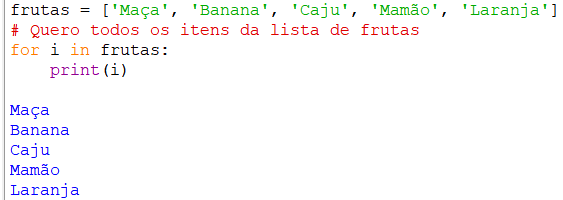 frutas = ['Maça', 'Banana', 'Caju', 'Mamão', 'Laranja']
# Quero todos os itens da lista de frutas
for i in frutas:
    print(i)

Maça
Banana
Caju
Mamão
Laranja